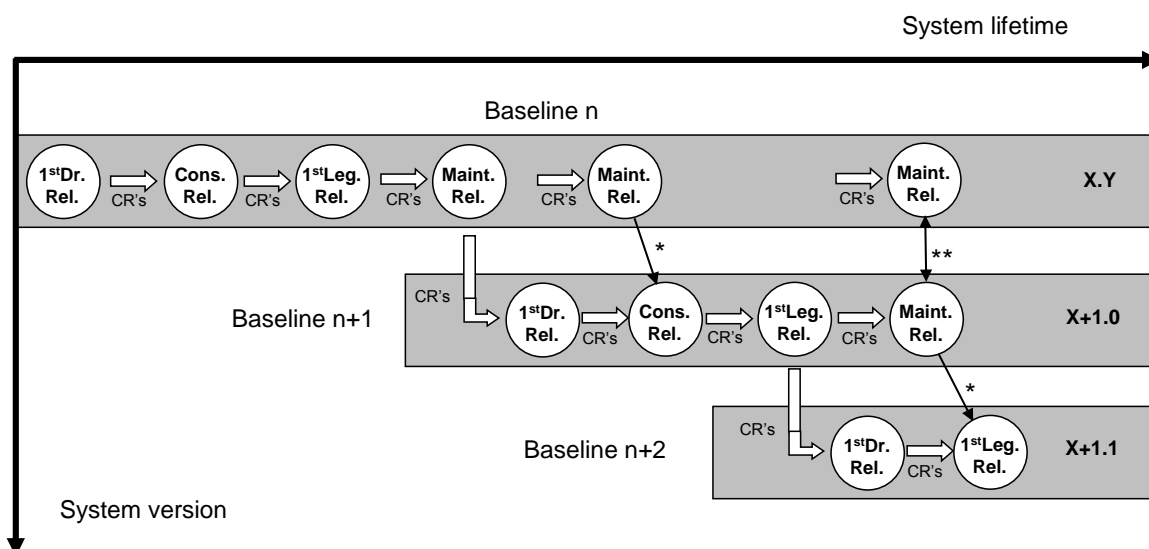 System lifetime
Baseline n
1stDr.
Rel.
CR's
Cons.
Rel.
CR's
1stLeg.
Rel.
CR's
Maint.
Rel.
CR's
Maint.
Rel.
CR's
Maint.
Rel.
X.Y
*
**
Baseline n+1
CR's
1stDr.
Rel.
CR's
Cons.
Rel.
CR's
1stLeg.
Rel.
CR's
Maint.
Rel.
X+1.0
*
Baseline n+2
CR's
1stDr.
Rel.
CR's
1stLeg.
Rel.
X+1.1
System version